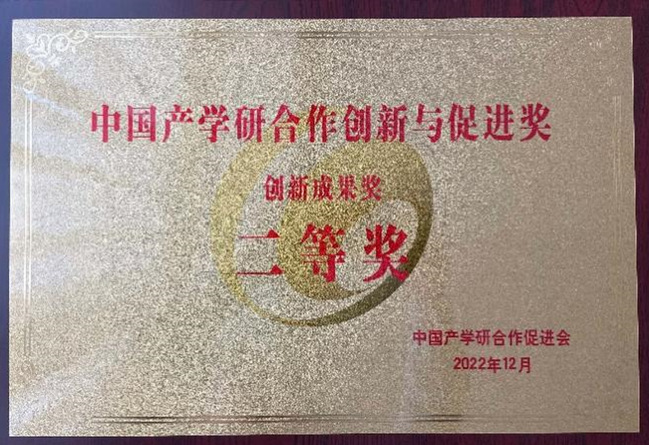 中国产学研合作创新与促进奖
创新成果奖
二等奖
中国产学研合作促进会
2022年12月